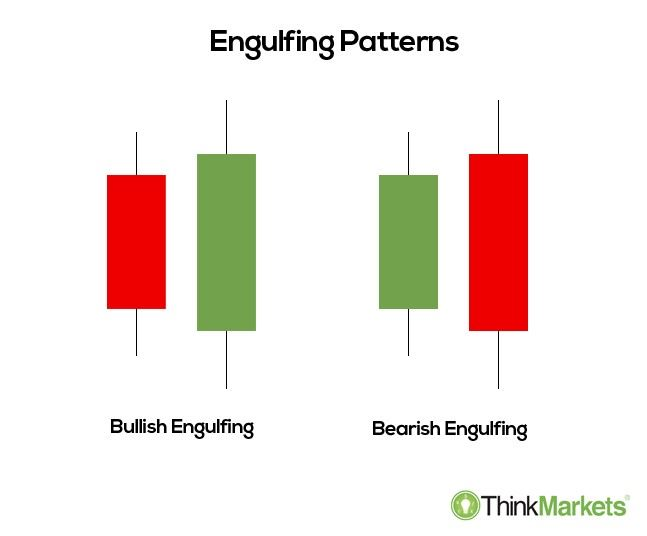 Engulfing Patterns
Bullish Engulfing
Bearish Engulfing
ThinkMarkets®